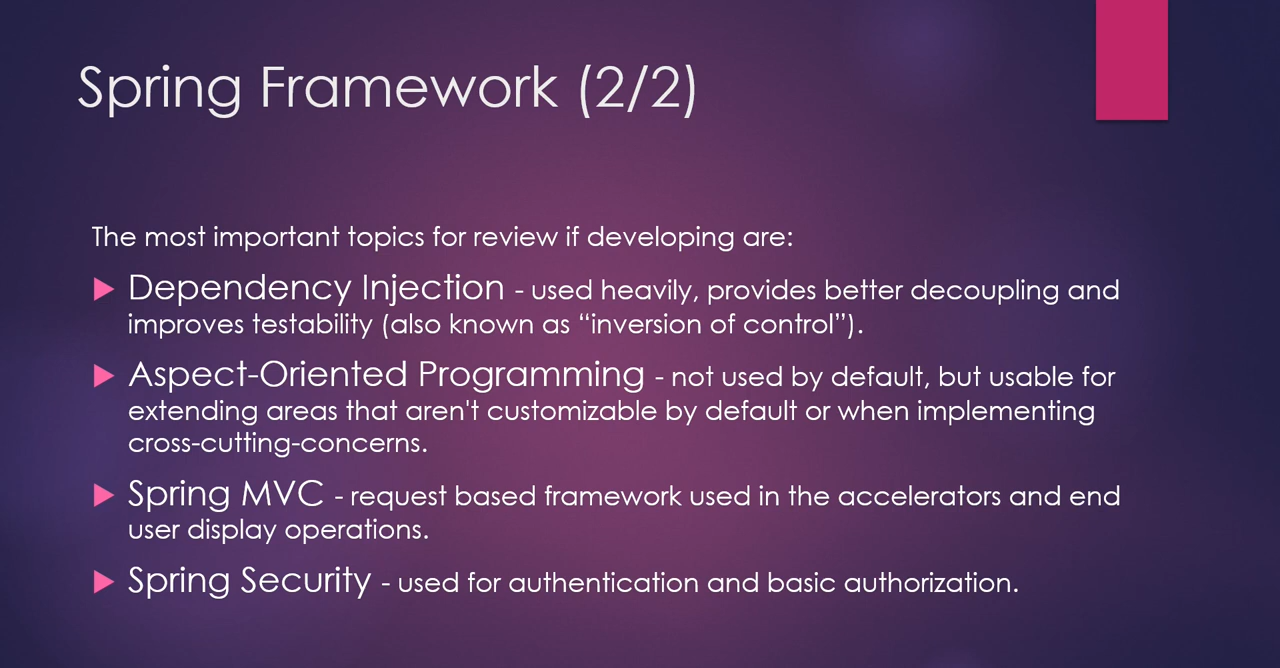 Spring Framework (2/2)
The most important topics for review if developing are:
Dependency Injection - used heavily, provides better decoupling and
improves testability (also known as “inversion of control”).
Aspect-Oriented Programming - not used by default, but usable for
extending areas that aren't customizable by default or when implementing
cross-cutting-concerns.
Spring MVC - request based framework used in the accelerators and end
user display operations.
Spring Security - used for authentication and basic authorization.